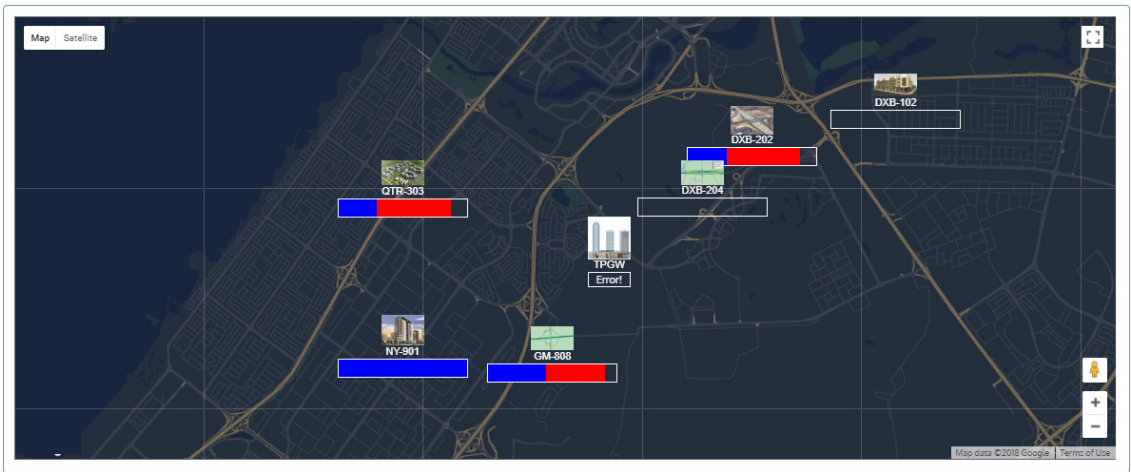 Map Satellite
DXB-102
DXB-202
QTR-303
DXB-204
TPGW
Error!
NY-901
GM-808
+
−
Map data ©2018 Google Terms of Use